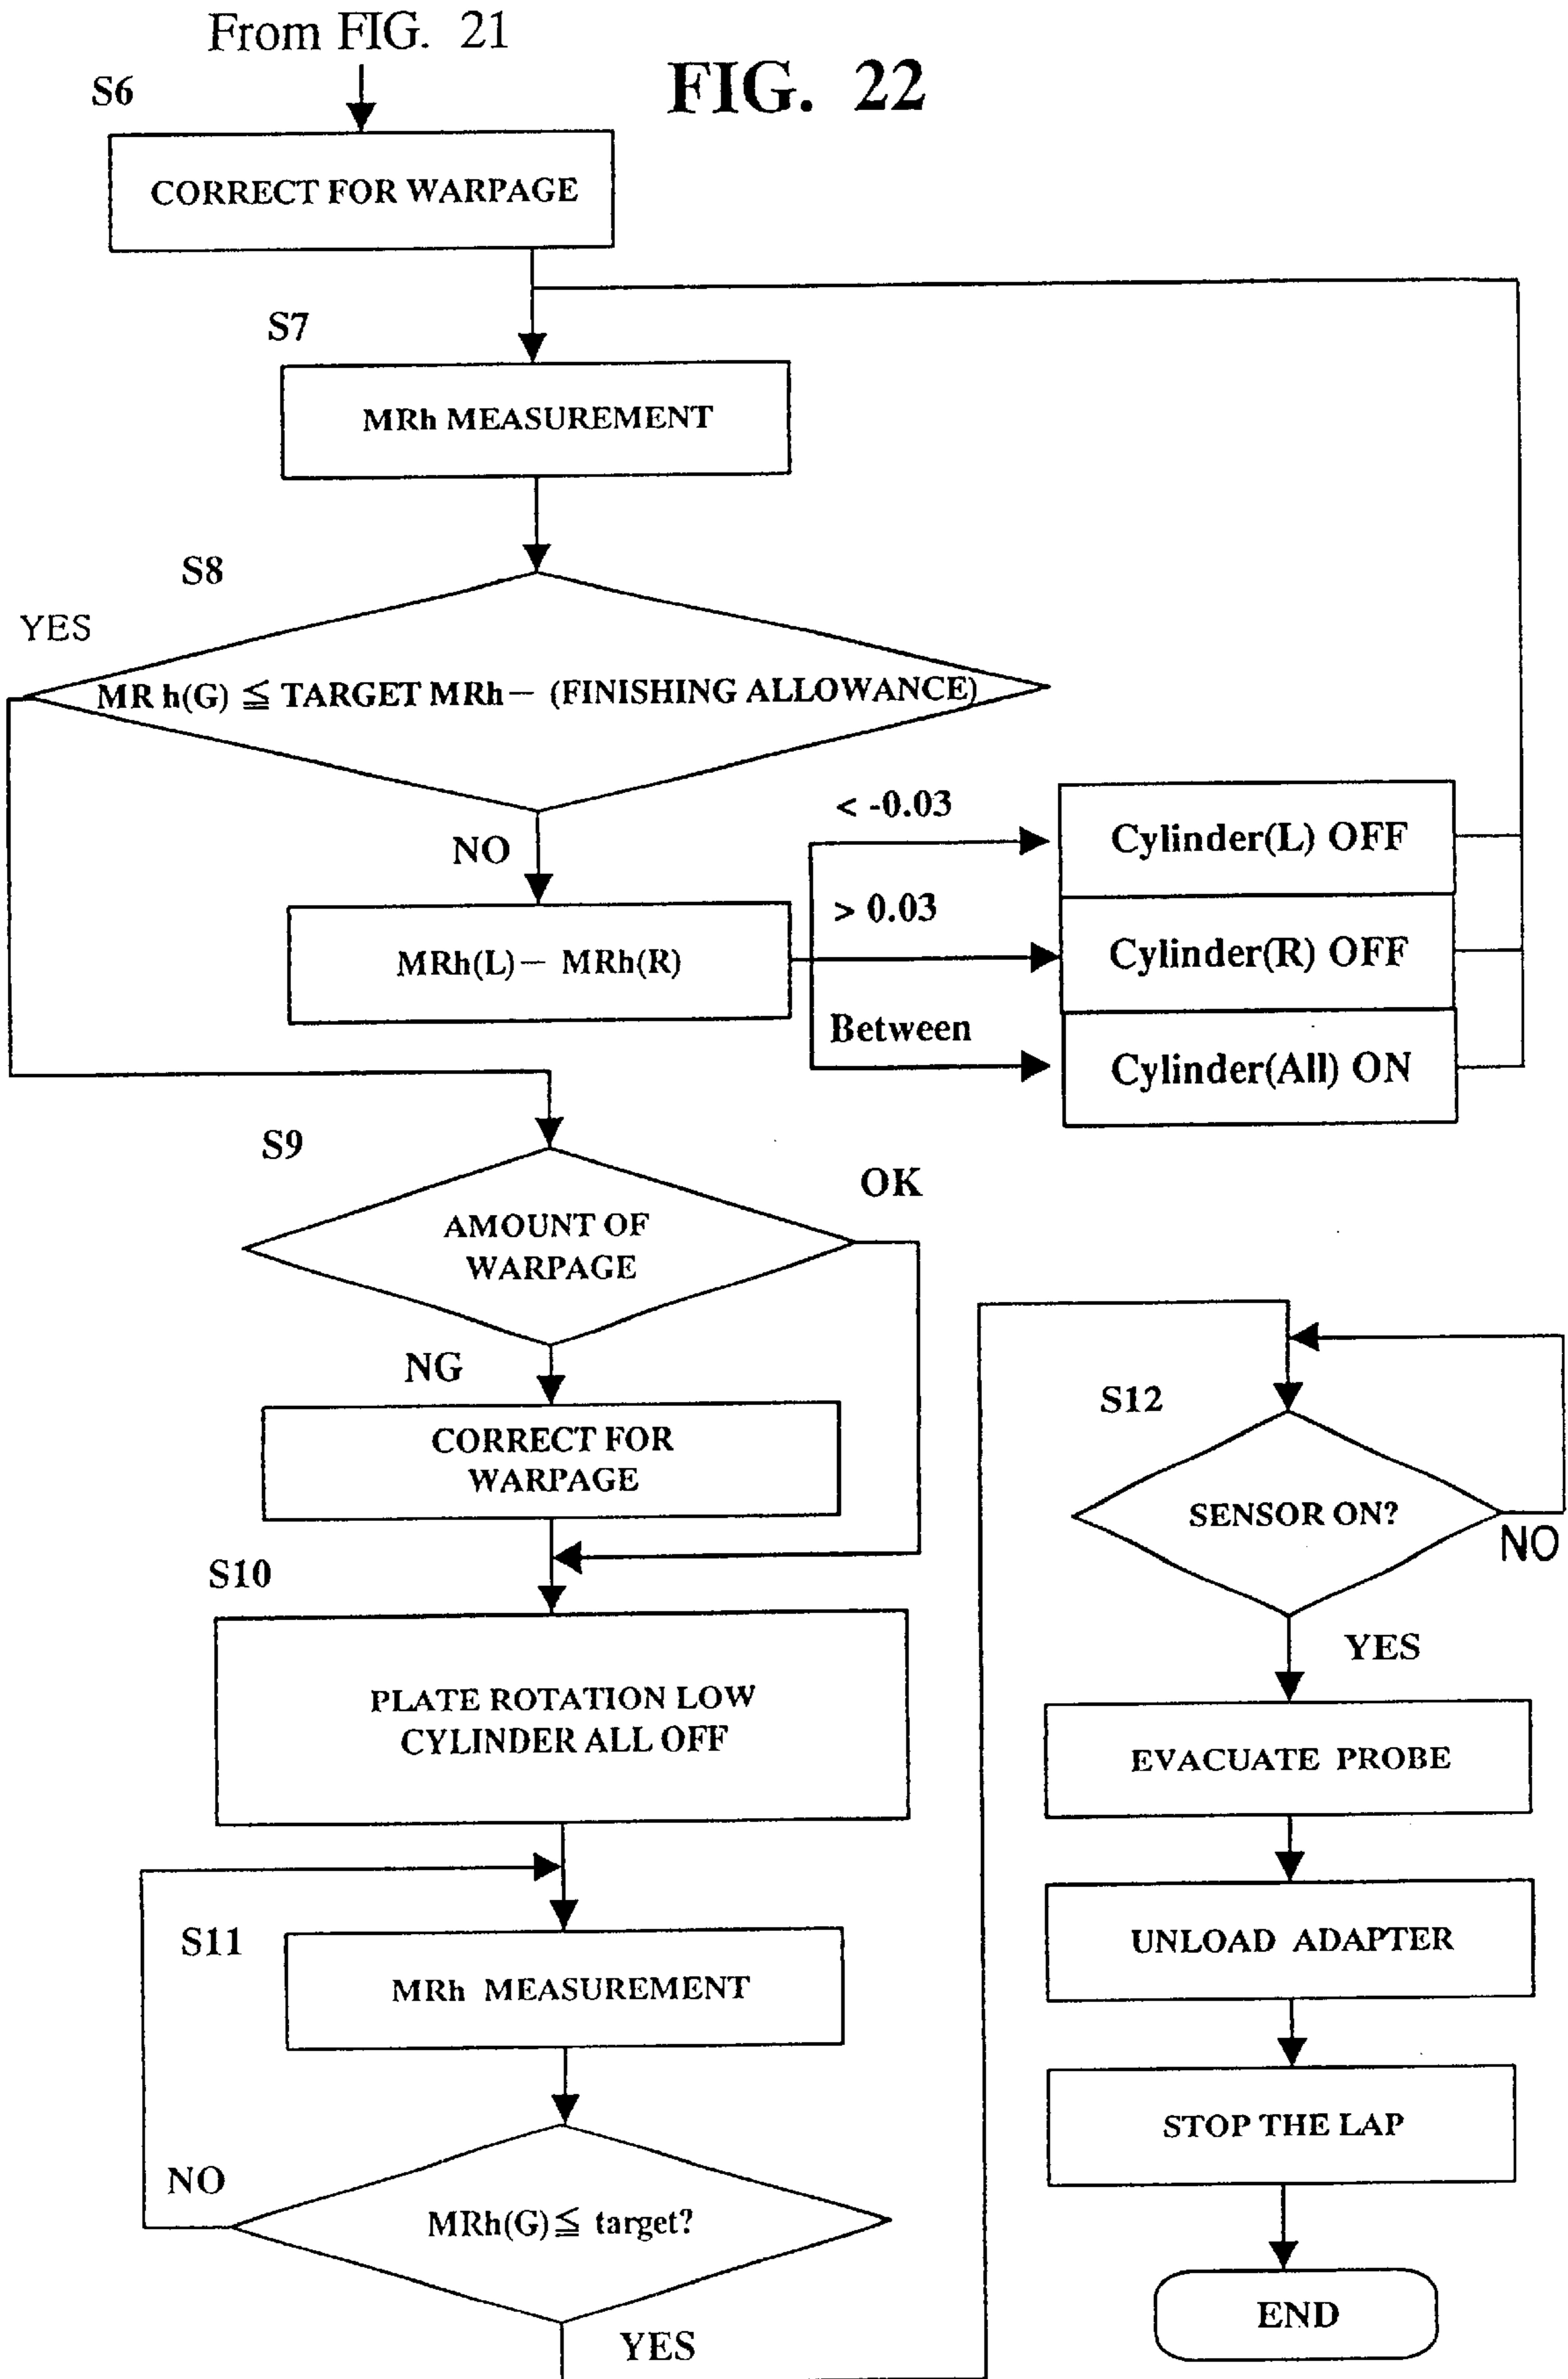 From FIG. 21
FIG. 22
S6
CORRECT FOR WARPAGE
S7
MRh MEASUREMENT
S8
YES
MR h(G) ≦ TARGET MRh− (FINISHING ALLOWANCE)
NO
MRh(L)− MRh(R)
< -0.03
Cylinder(L) OFF
> 0.03
Cylinder(R) OFF
Between
Cylinder(All) ON
S9
OK
AMOUNT OF
WARPAGE
NG
CORRECT FOR
WARPAGE
S10
PLATE ROTATION LOW
CYLINDER ALL OFF
S11
MRh MEASUREMENT
NO
MRh(G)≦ target?
YES
S12
SENSOR ON?
NO
YES
EVACUATE PROBE
UNLOAD ADAPTER
STOP THE LAP
END